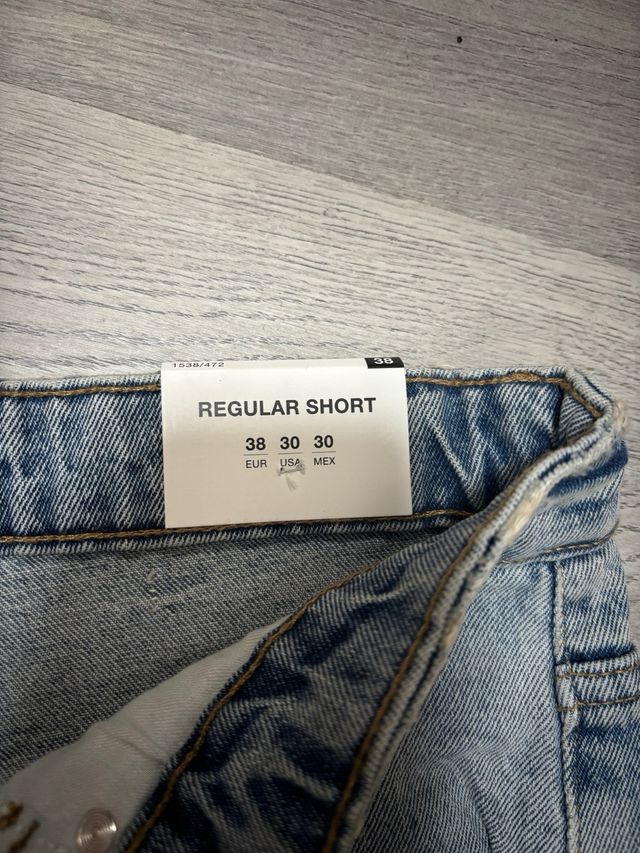 1538/472 38
REGULAR SHORT
38 30 30
EUR USA MEX